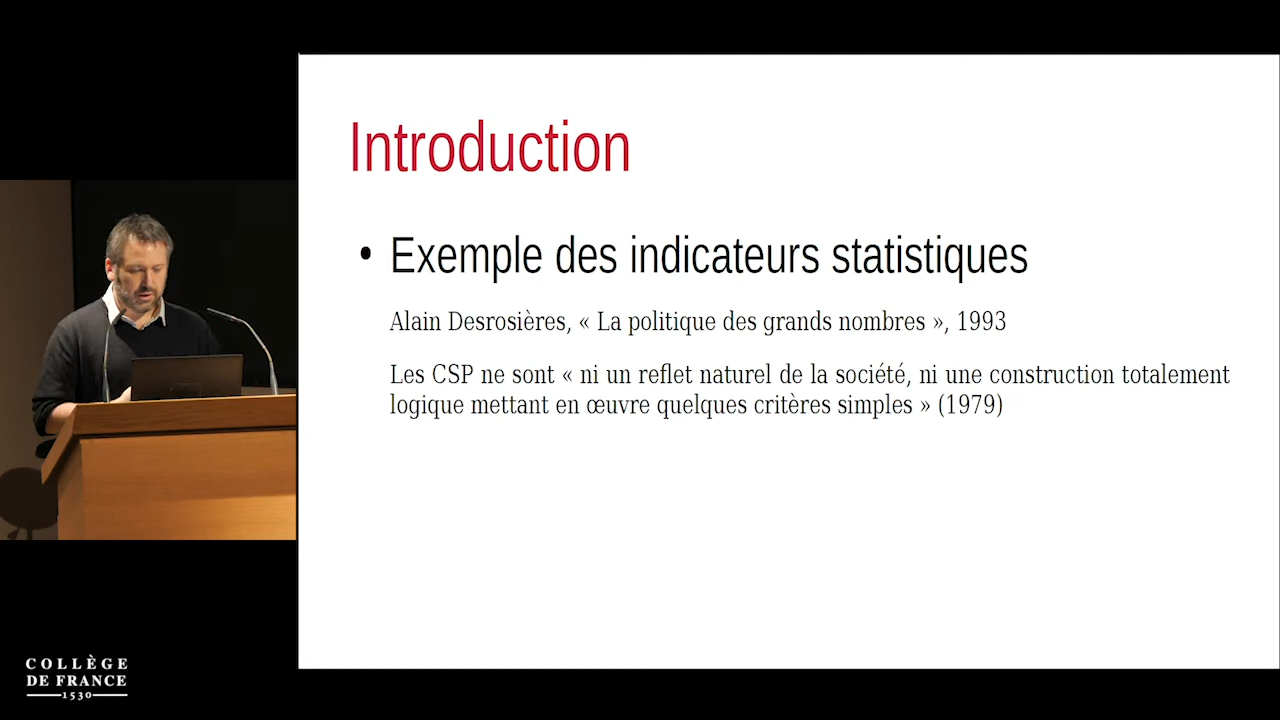 Introduction
• Exemple des indicateurs statistiques
Alain Desrosières, « La politique des grands nombres », 1993
Les CSP ne sont « ni un reflet naturel de la société, ni une construction totalement
logique mettant en œuvre quelques critères simples » (1979)
COLLÈGE
DE FRANCE
1530